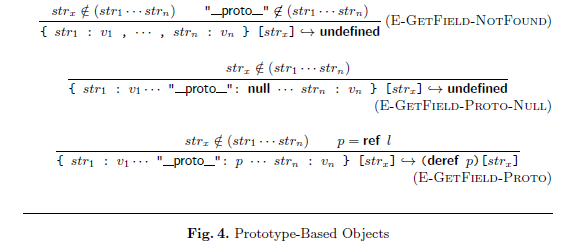 str_x ∉ (str_1 ⋯ str_n) "__proto__" ∉ (str_1 ⋯ str_n)
{ str_1 : v_1 , ⋯ , str_n : v_n } [str_x] ↪ undefined (E-GetField-NotFound)
str_x ∉ (str_1 ⋯ str_n)
{ str_1 : v_1 ⋯ "__proto__": null ⋯ str_n : v_n } [str_x] ↪ undefined
(E-GetField-Proto-Null)
str_x ∉ (str_1 ⋯ str_n) p = ref l
{ str_1 : v_1 ⋯ "__proto__": p ⋯ str_n : v_n } [str_x] ↪ (deref p)[str_x]
(E-GetField-Proto)
Fig. 4. Prototype-Based Objects